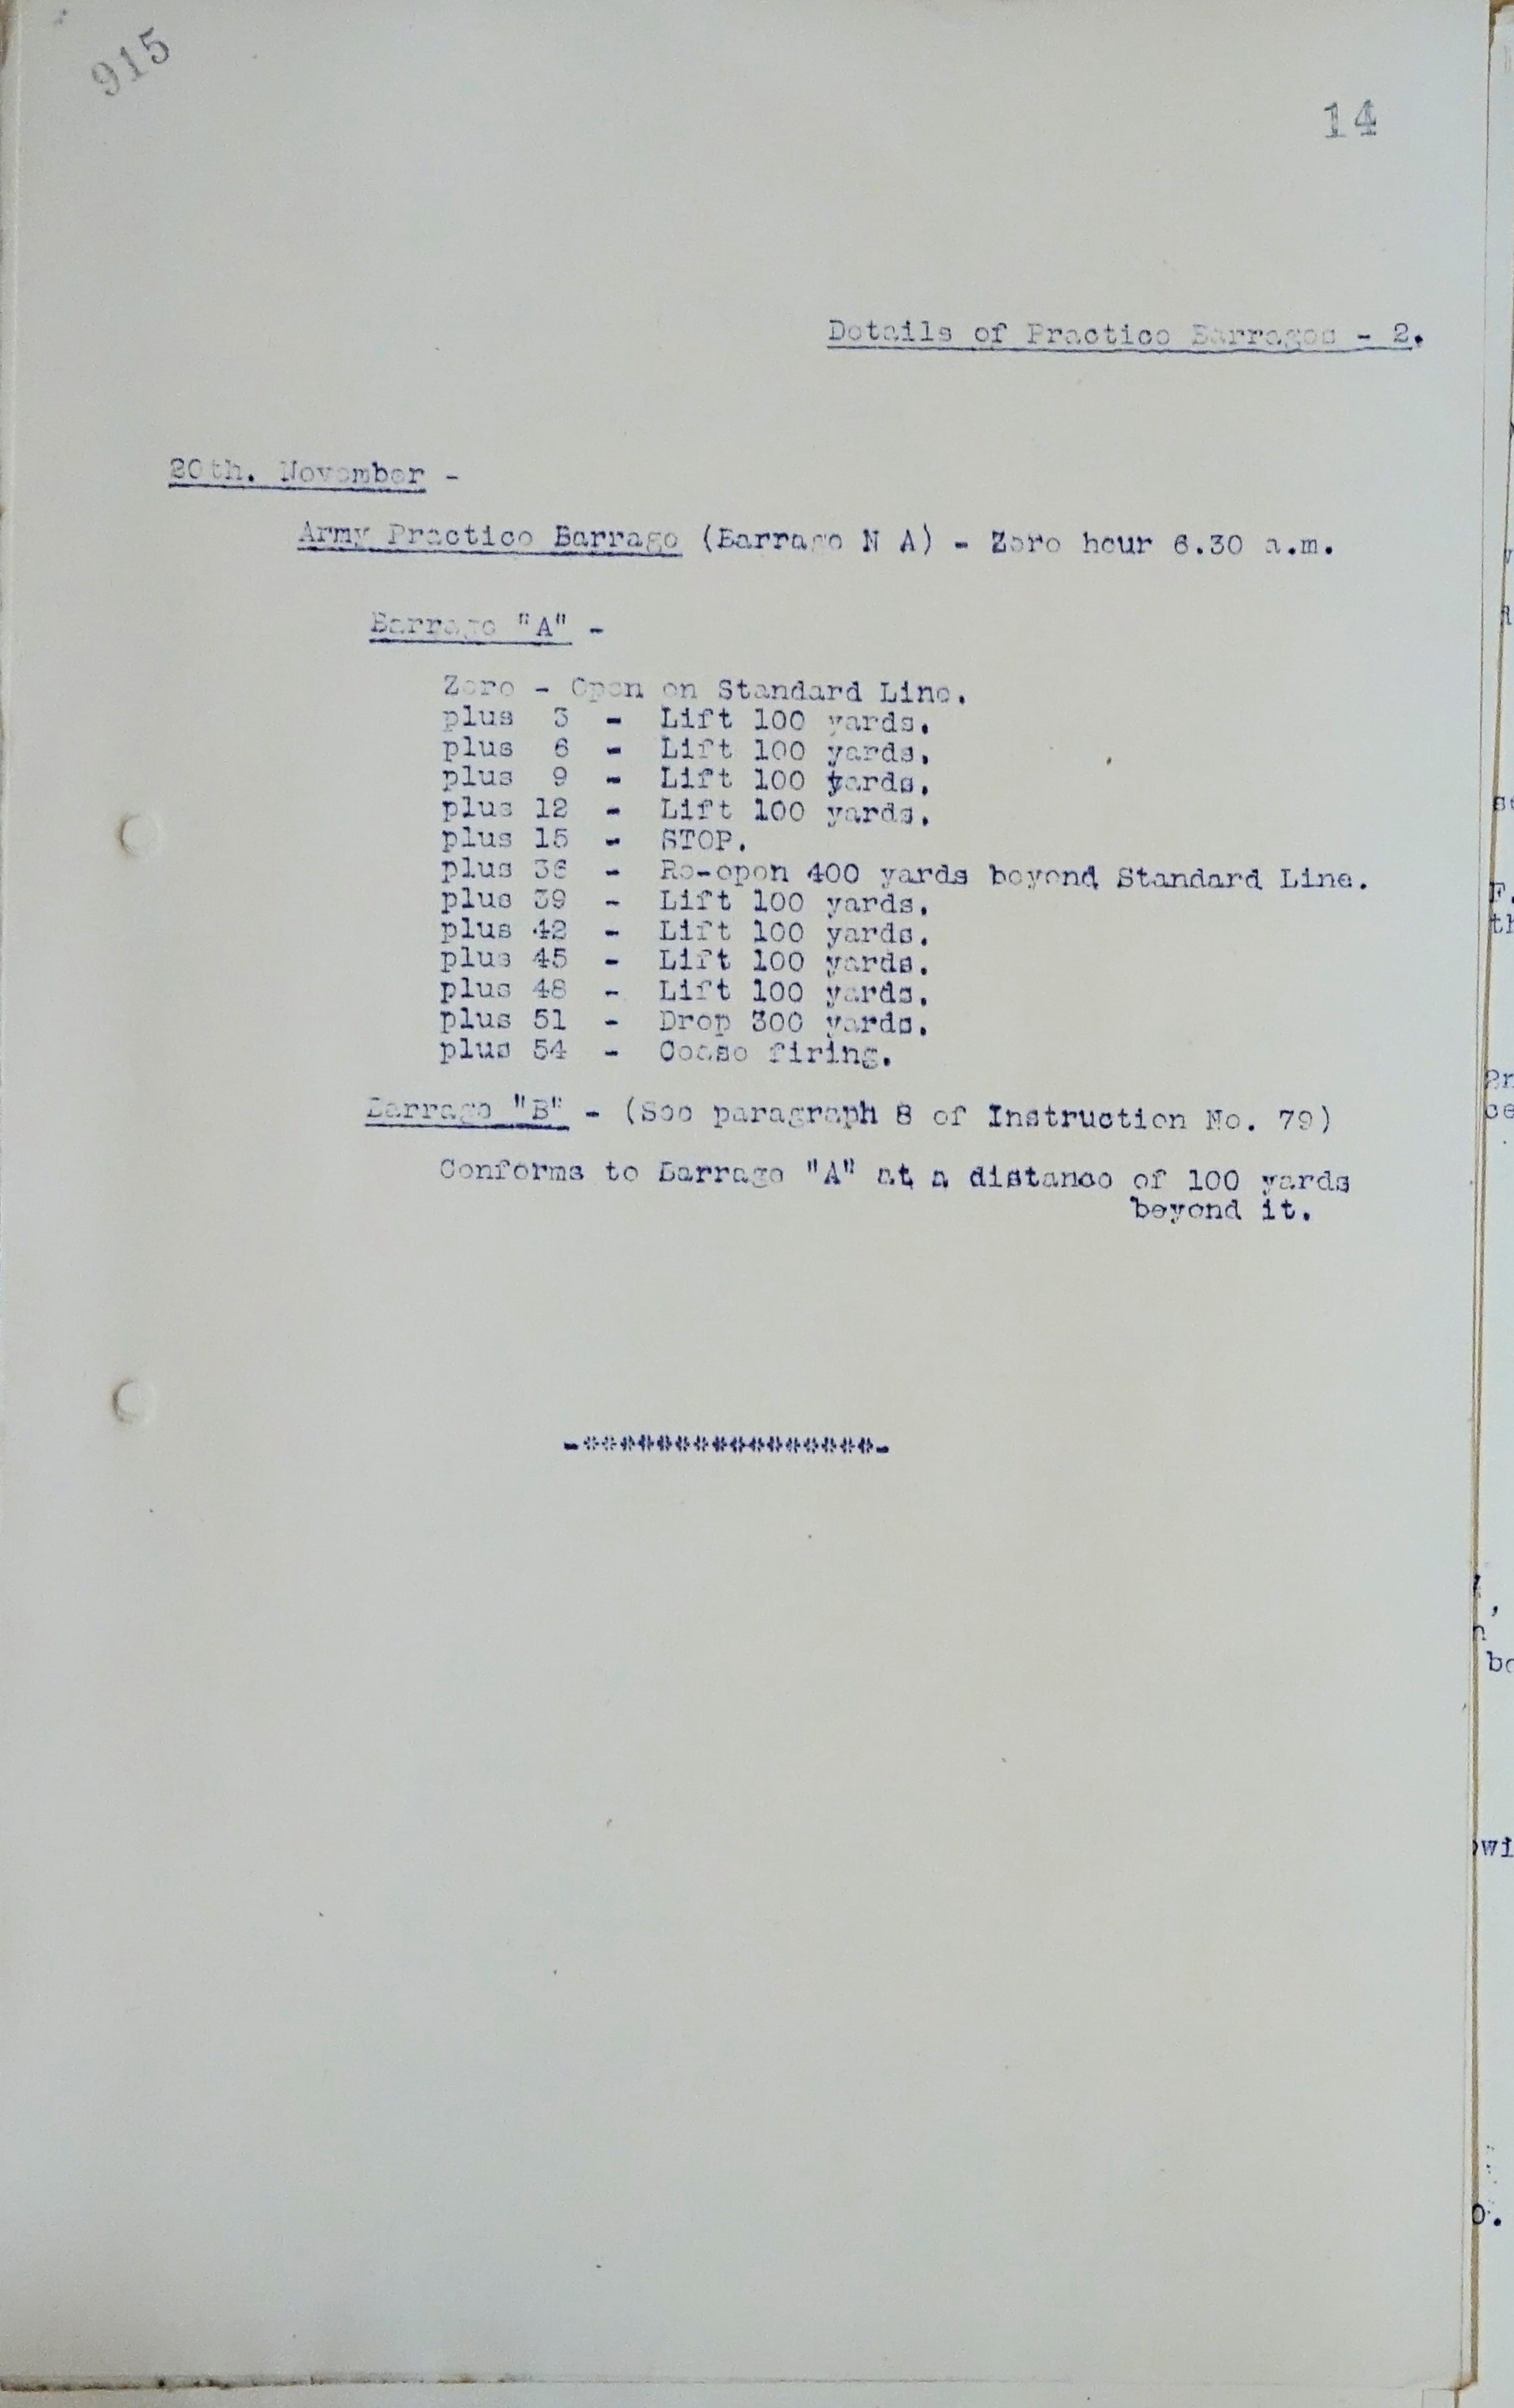 915
14
Details of Practice Barrages - 2.
20th. November -
Army Practice Barrage (Barrage N A) - Zero hour 6.30 a.m.
Barrage "A" -
Zero - Open on Standard Line.
plus 3 - Lift 100 yards.
plus 6 - Lift 100 yards.
plus 9 - Lift 100 yards.
plus 12 - Lift 100 yards.
plus 15 - STOP.
plus 36 - Re-open 400 yards beyond Standard Line.
plus 39 - Lift 100 yards.
plus 42 - Lift 100 yards.
plus 45 - Lift 100 yards.
plus 48 - Lift 100 yards.
plus 51 - Drop 300 yards.
plus 54 - Cease firing.
Barrage "B" - (See paragraph 8 of Instruction No. 79)
Conforms to Barrage "A" at a distance of 100 yards
beyond it.
-****************-